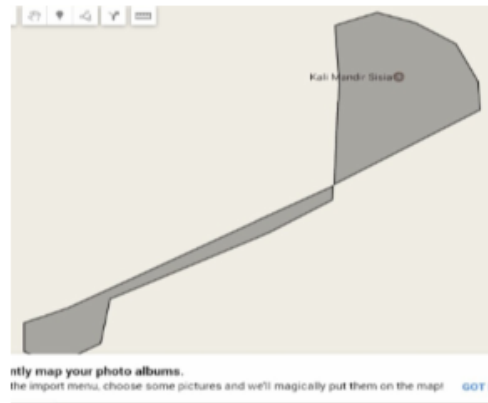 Kali Mandir Sisia
ntly map your photo albums.
the import menu, choose some pictures and we'll magically put them on the map!
GOT